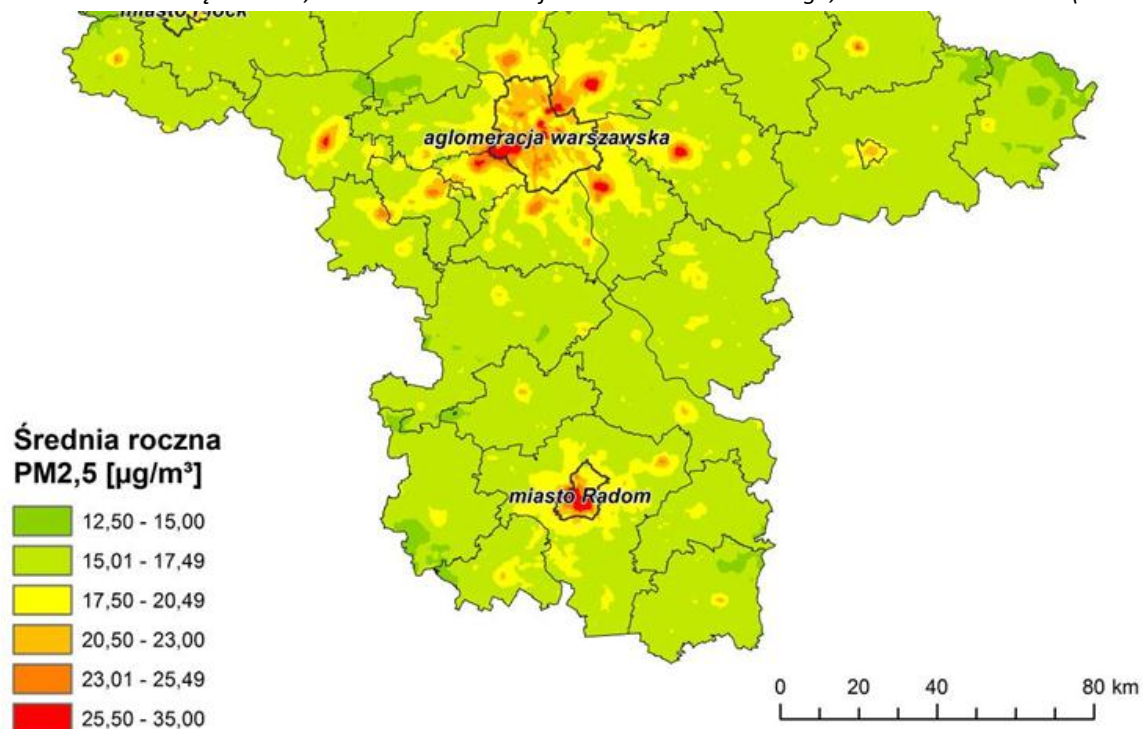 miasto Płock
aglomeracja warszawska
miasto Radom
Średnia roczna
PM2,5 [µg/m³]
12,50 - 15,00
15,01 - 17,49
17,50 - 20,49
20,50 - 23,00
23,01 - 25,49
25,50 - 35,00
0 20 40 80 km